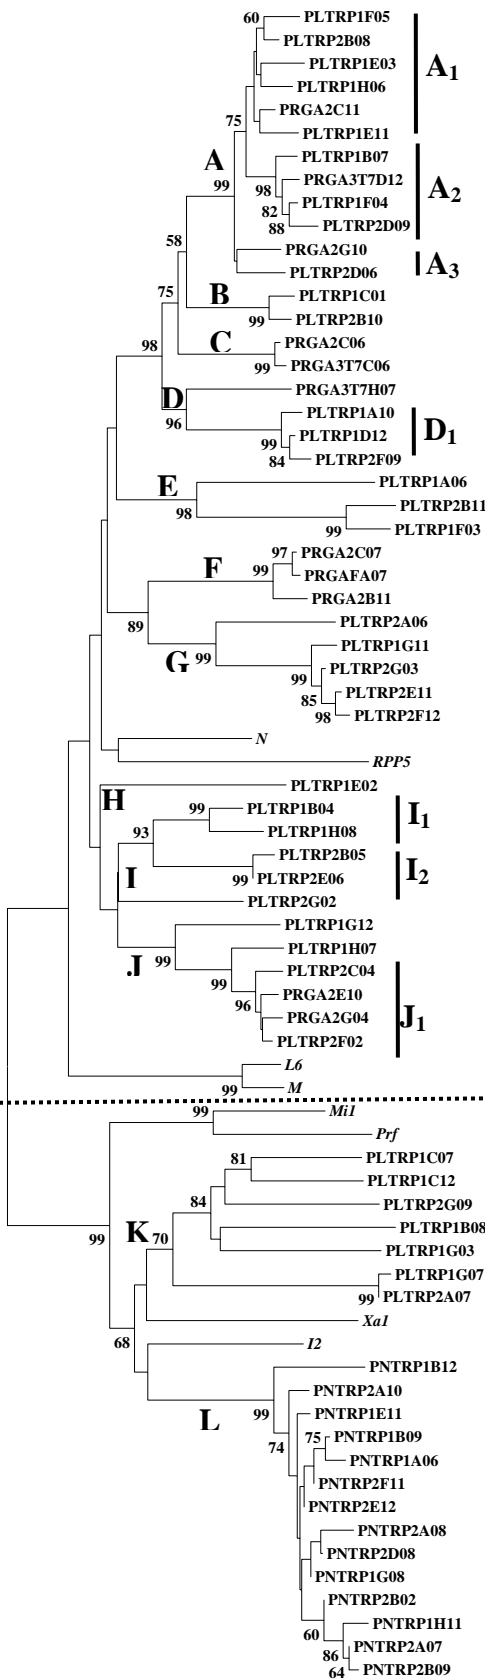 PLTRP1F05
60
PLTRP2B08
PLTRP1E03
A1
PLTRP1H06
PRGA2C11
75
PLTRP1E11
PLTRP1B07
A
PRGA3T7D12
98
99
A2
PLTRP1F04
82
PLTRP2D09
88
58
PRGA2G10
A3
PLTRP2D06
B
PLTRP1C01
75
PLTRP2B10
99
C
PRGA2C06
98
PRGA3T7C06
99
D
PRGA3T7H07
PLTRP1A10
96
D1
PLTRP1D12
99
PLTRP2F09
84
E
PLTRP1A06
98
PLTRP2B11
PLTRP1F03
99
97
PRGA2C07
F
99
PRGAFA07
PRGA2B11
89
PLTRP2A06
G
99
PLTRP1G11
PLTRP2G03
99
PLTRP2E11
85
PLTRP2F12
98
N
RPP5
H
PLTRP1E02
99
PLTRP1B04
I1
93
PLTRP1H08
PLTRP2B05
I
I2
99
PLTRP2E06
PLTRP2G02
PLTRP1G12
J
99
PLTRP1H07
PLTRP2C04
99
PRGA2E10
96
J1
PRGA2G04
PLTRP2F02
L6
M
99
99
Mi1
Prf
81
PLTRP1C07
PLTRP1C12
84
PLTRP2G09
K
70
PLTRP1B08
99
PLTRP1G03
PLTRP1G07
99
PLTRP2A07
Xa1
68
I2
PNTRP1B12
L
99
PNTRP2A10
PNTRP1E11
74
75
PNTRP1B09
PNTRP1A06
PNTRP2F11
PNTRP2E12
PNTRP2A08
PNTRP2D08
PNTRP1G08
PNTRP2B02
60
PNTRP1H11
86
PNTRP2A07
64
PNTRP2B09